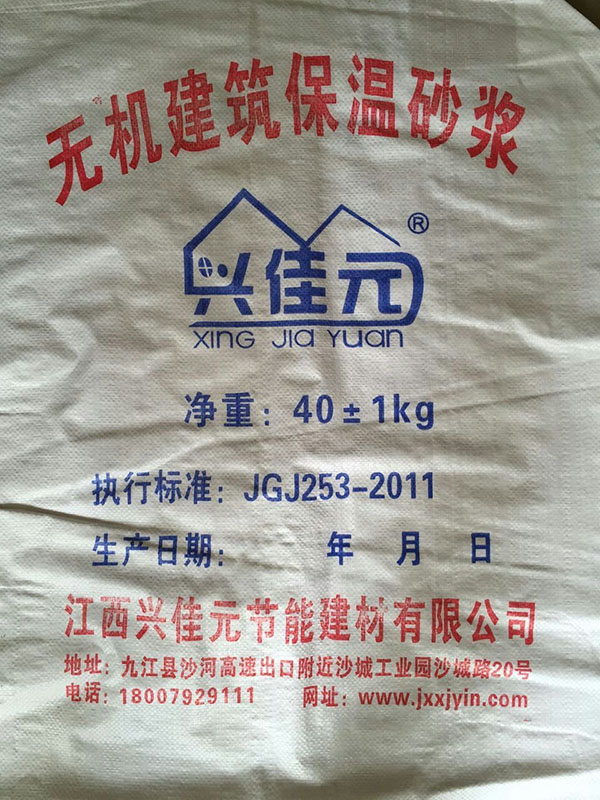 无机建筑保温砂浆
®
兴佳元
XING JIA YUAN
净重：40±1kg
执行标准：JGJ253-2011
生产日期： 年 月 日
江西兴佳元节能建材有限公司
地址：九江县沙河高速出口附近沙城工业园沙城路20号
电话：18007929111 网址：www.jxxjyin.com